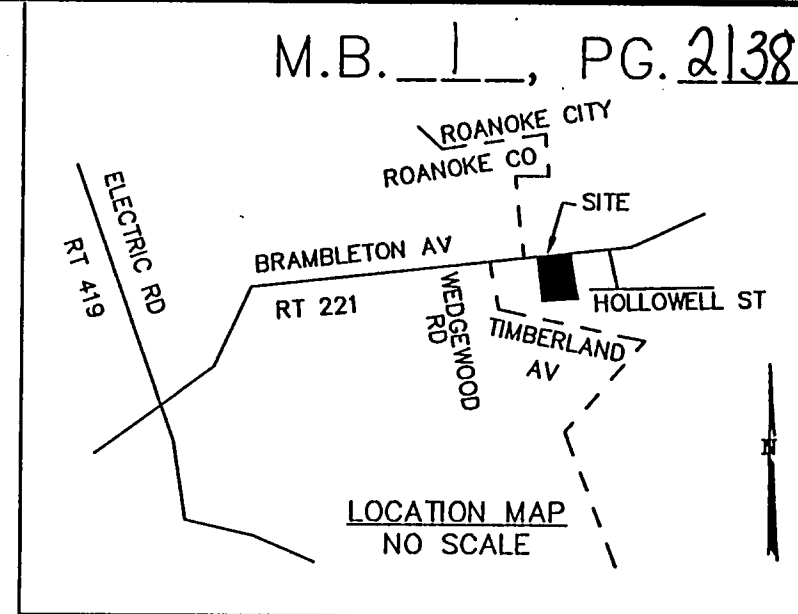 M.B. 1, PG. 2138
ROANOKE CITY
ROANOKE CO
SITE
ELECTRIC RD
RT 419
BRAMBLETON AV
RT 221
WEDGEWOOD
RD
HOLLOWELL ST
TIMBERLAND
AV
N
LOCATION MAP
NO SCALE